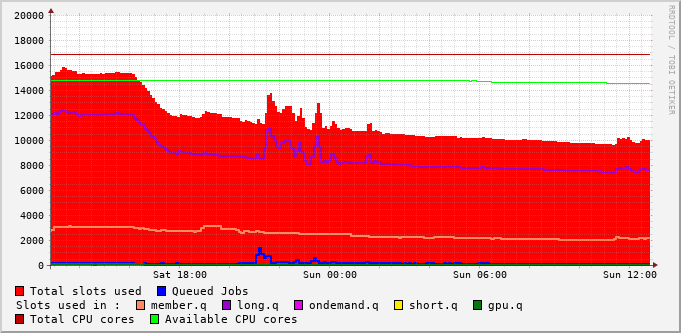 RRDTOOL / TOBI OETIKER
20000
18000
16000
14000
12000
10000
8000
6000
4000
2000
0
Sat 18:00 Sun 00:00 Sun 06:00 Sun 12:00
Total slots used Queued Jobs
Slots used in : member.q long.q ondemand.q short.q gpu.q
Total CPU cores Available CPU cores